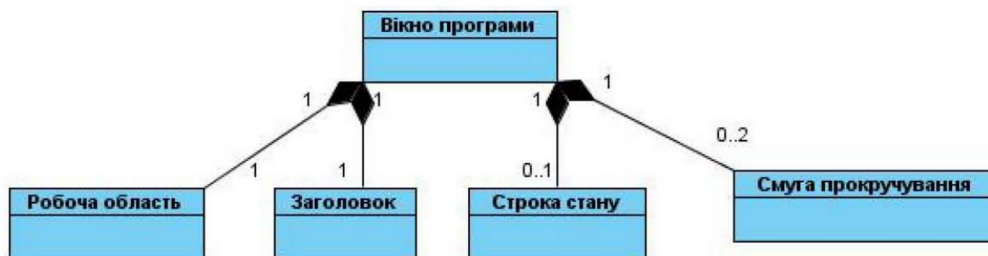 Вікно програми
1
1
1
1
1
1
0..1
0..2
Робоча область
Заголовок
Строка стану
Смуга прокручування